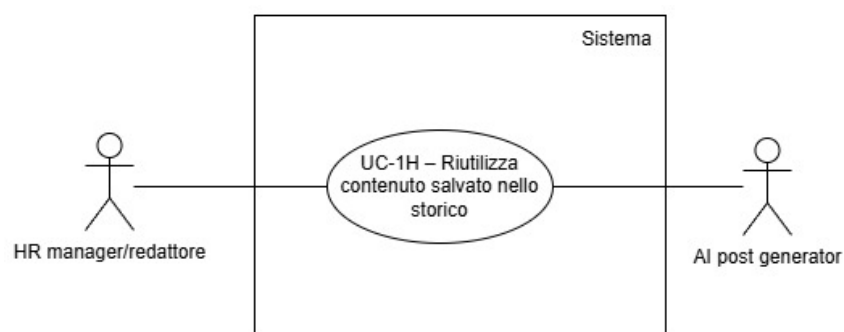 Sistema
UC-1H – Riutilizza
contenuto salvato nello
storico
HR manager/redattore
AI post generator